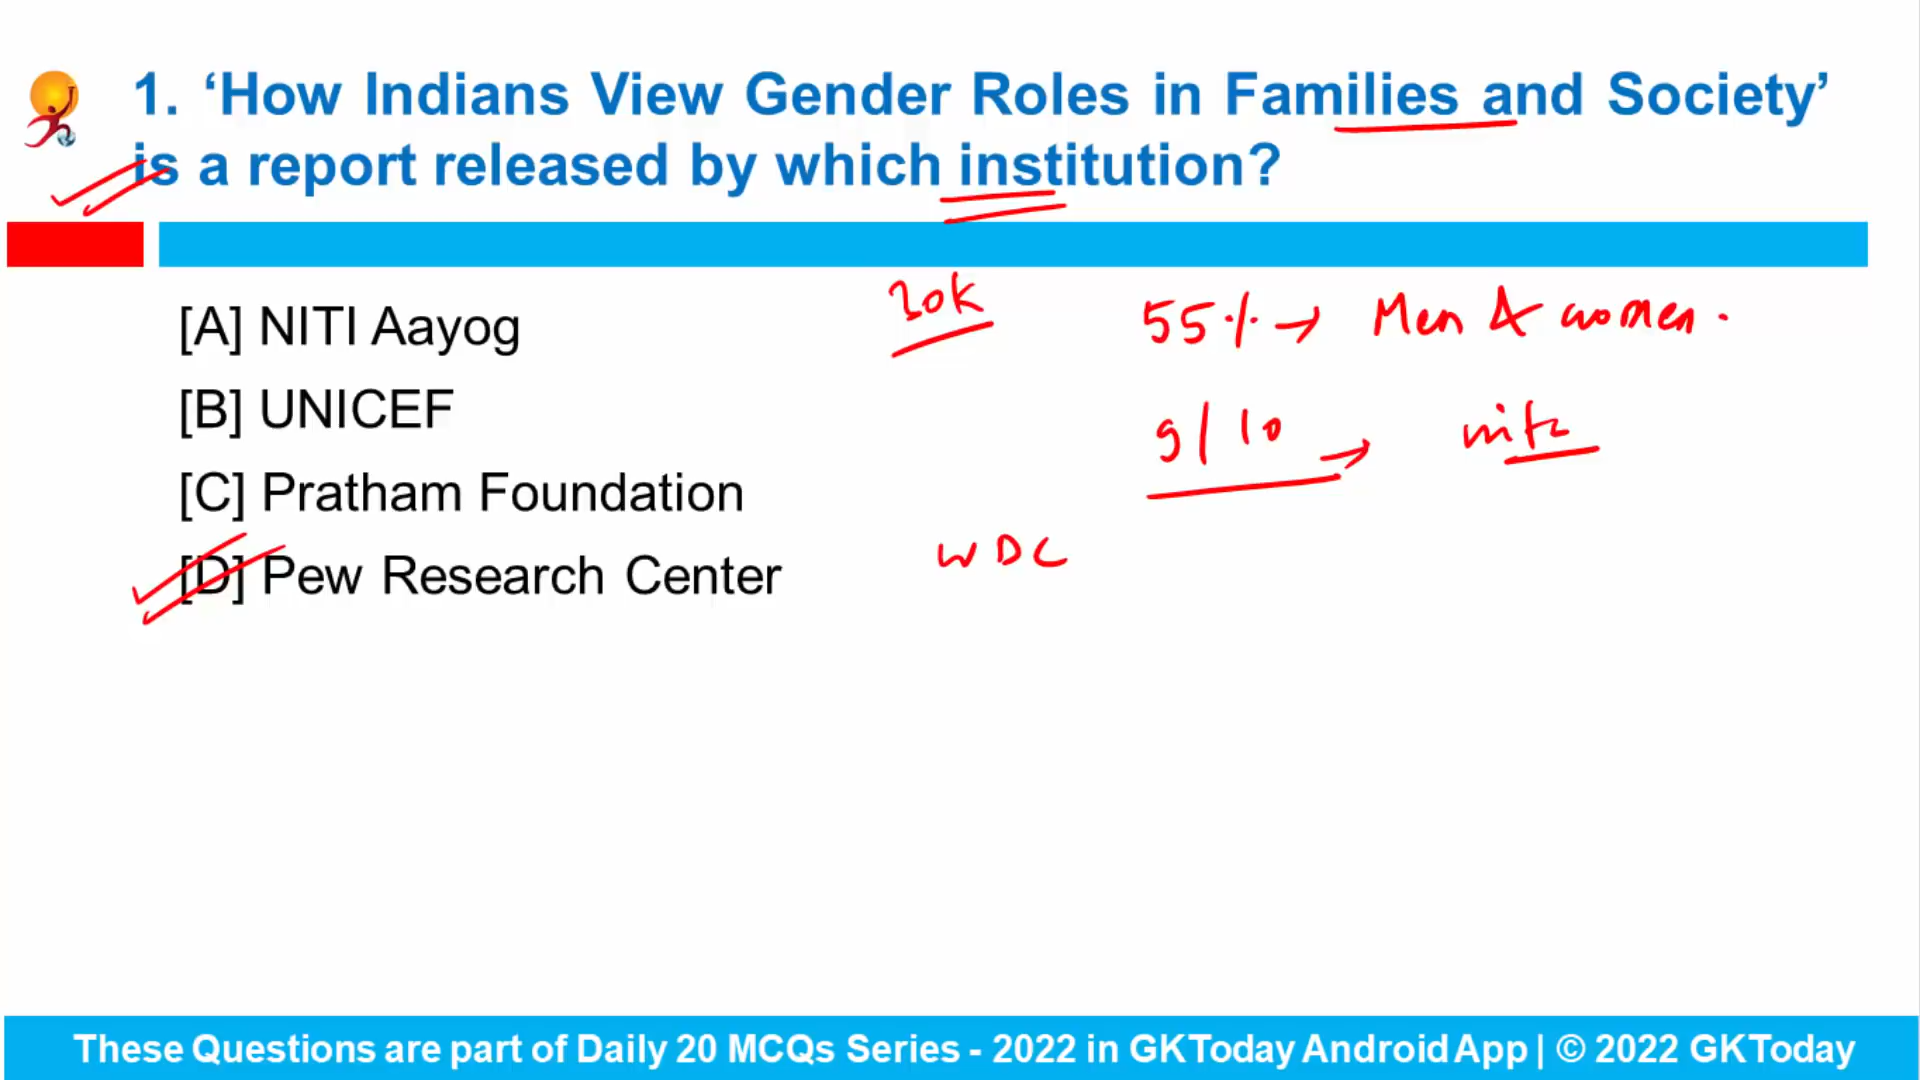 1. ‘How Indians View Gender Roles in Families and Society’
is a report released by which institution?
[A] NITI Aayog
30K
55% → Men & women.
[B] UNICEF
9/10 →
[C] Pratham Foundation
WDC
[D] Pew Research Center
These Questions are part of Daily 20 MCQs Series - 2022 in GKToday Android App | © 2022 GKToday